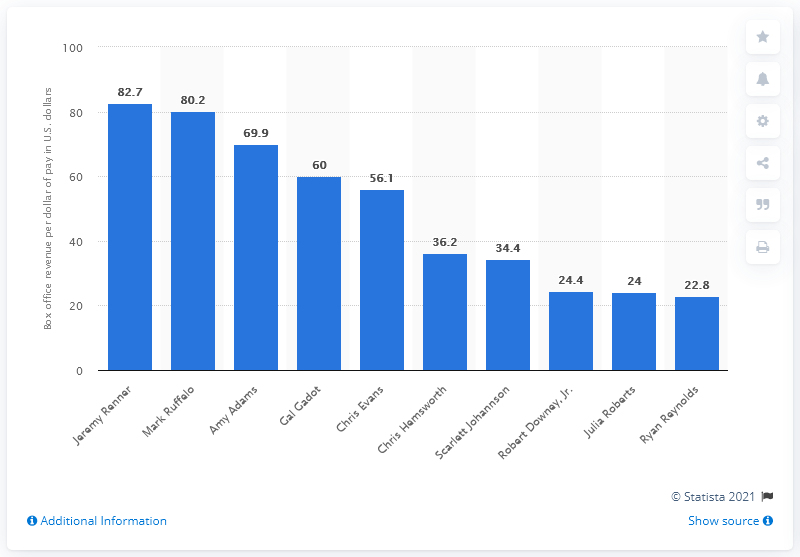 Box office revenue per dollar of pay in U.S. dollars
100
80
60
40
20
0
82.7
80.2
69.9
60
56.1
36.2
34.4
24.4
24
22.8
Jeremy Renner
Mark Ruffelo
Amy Adams
Gal Gadot
Chris Evans
Chris Hemsworth
Scarlett Johannson
Robert Downey, Jr.
Julia Roberts
Ryan Reynolds
© Statista 2021
Additional Information
Show source